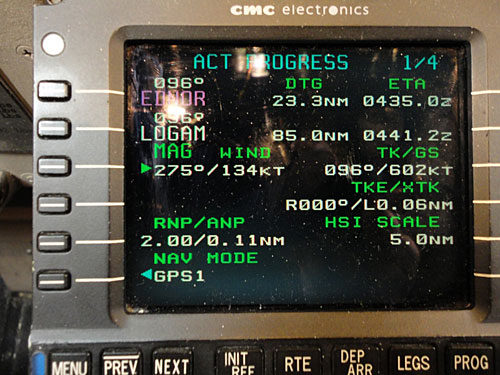 cmc electronics
ACT PROGRESS 1/4
096° DTG ETA
EDNOR 23.3NM 0435.0z
096°
LOGAM 85.0NM 0441.2z
MAG WIND TK/GS
►275°/134KT 096°/602KT
TKE/XTK
R000°/L0.06NM
RNP/ANP HSI SCALE
2.00/0.11NM 5.0NM
NAV MODE
◄GPS1
MENU PREV NEXT INIT REF RTE DEP ARR LEGS PROG